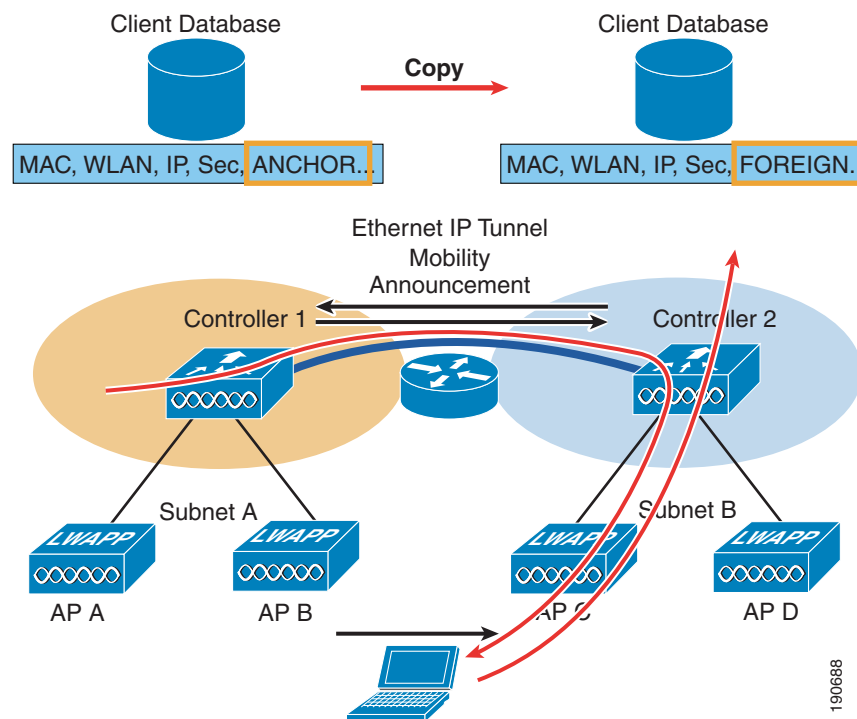 Client Database
Client Database
Copy
MAC, WLAN, IP, Sec, ANCHOR...
MAC, WLAN, IP, Sec, FOREIGN.
Ethernet IP Tunnel
Mobility
Announcement
Controller 1
Controller 2
Subnet A
Subnet B
LWAPP
LWAPP
LWAPP
LWAPP
AP A
AP B
AP C
AP D
190688